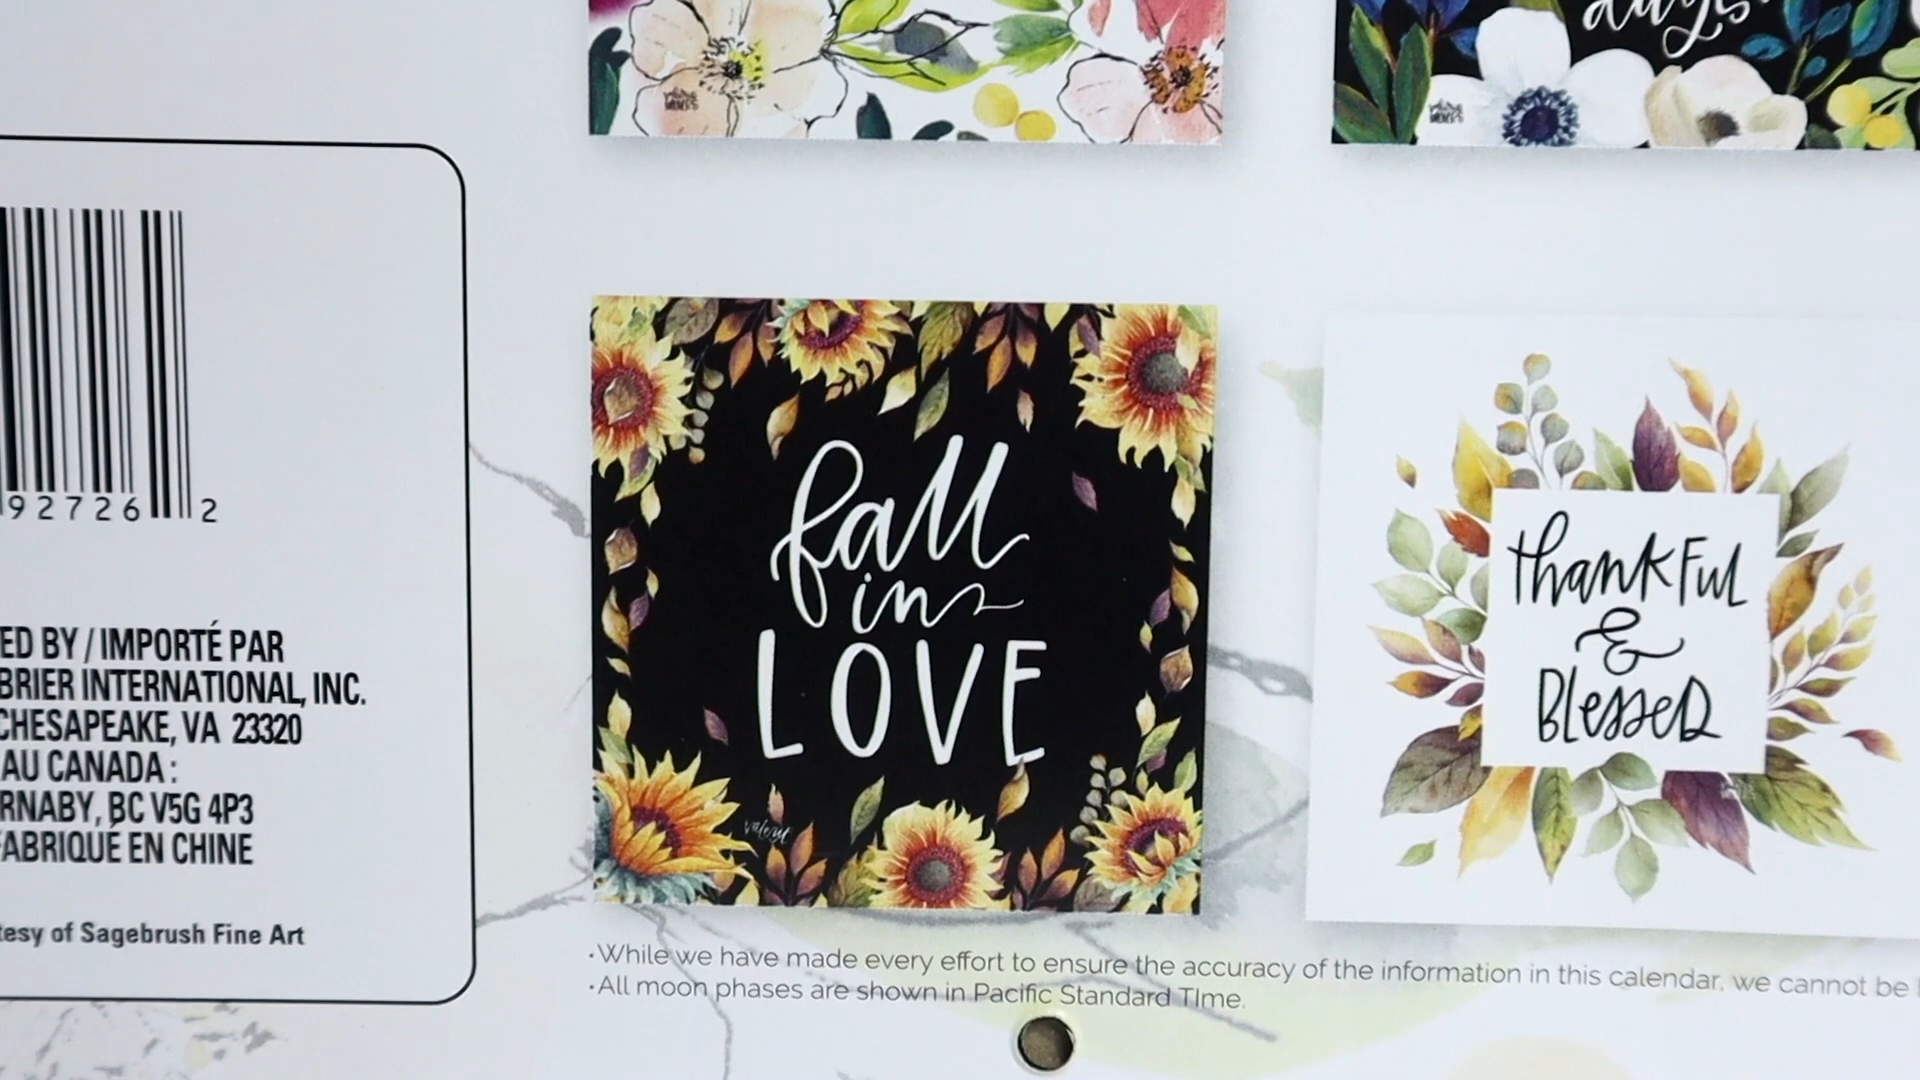 days
92726 2
ED BY / IMPORTÉ PAR
BRIER INTERNATIONAL, INC.
CHESAPEAKE, VA 23320
AU CANADA :
RNABY, BC V5G 4P3
FABRIQUÉ EN CHINE
tesy of Sagebrush Fine Art
fall
in
LOVE
valerie
thankful
&
Blessed
•While we have made every effort to ensure the accuracy of the information in this calendar, we cannot be
•All moon phases are shown in Pacific Standard TIme.